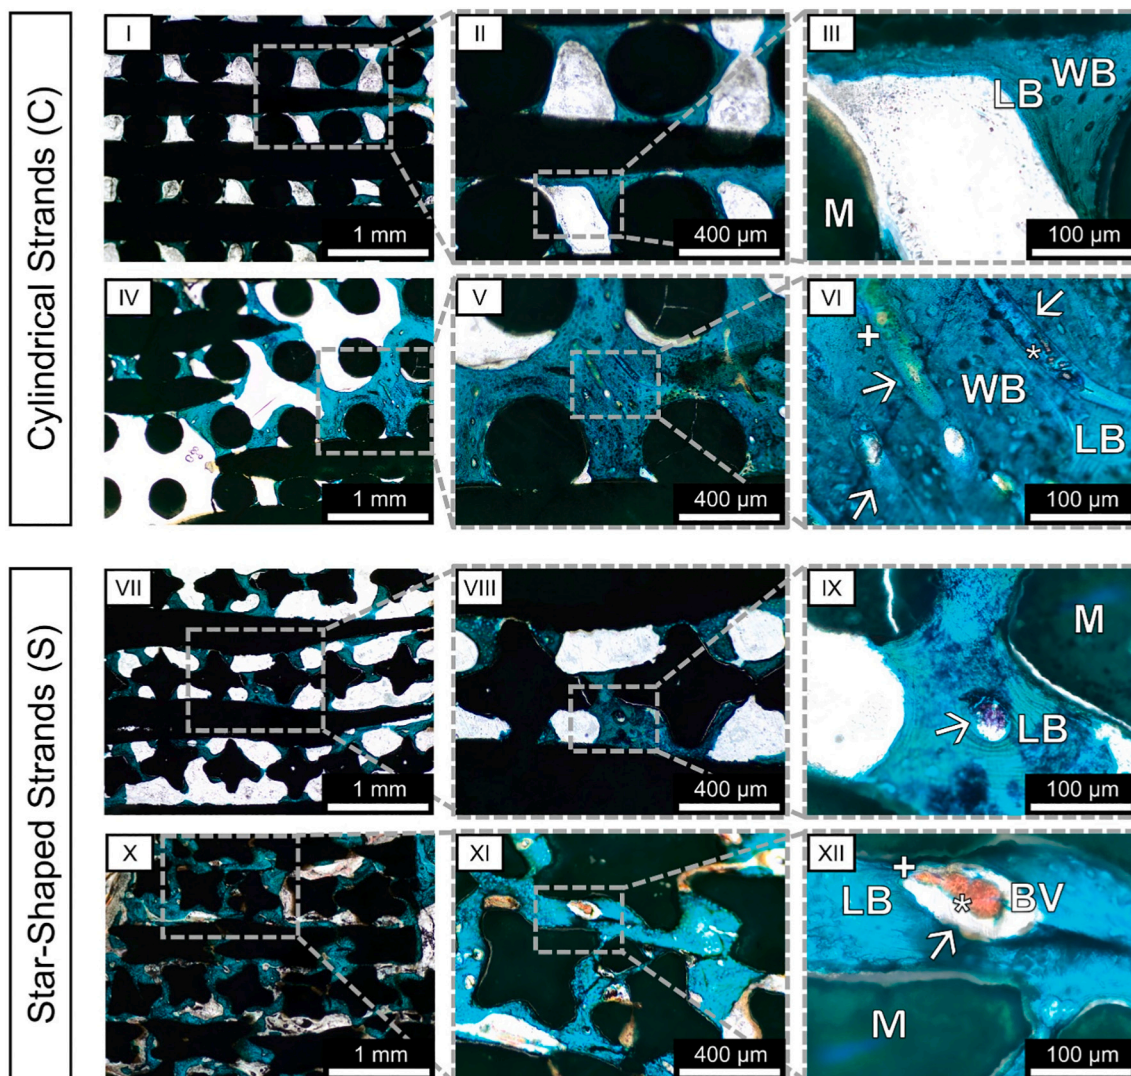 Cylindrical Strands (C)
I
1 mm
II
400 µm
III
WB
LB
M
100 µm
IV
1 mm
V
400 µm
VI
+
*
WB
LB
100 µm
Star-Shaped Strands (S)
VII
1 mm
VIII
400 µm
IX
M
LB
100 µm
X
1 mm
XI
400 µm
XII
+
LB
*
BV
M
100 µm